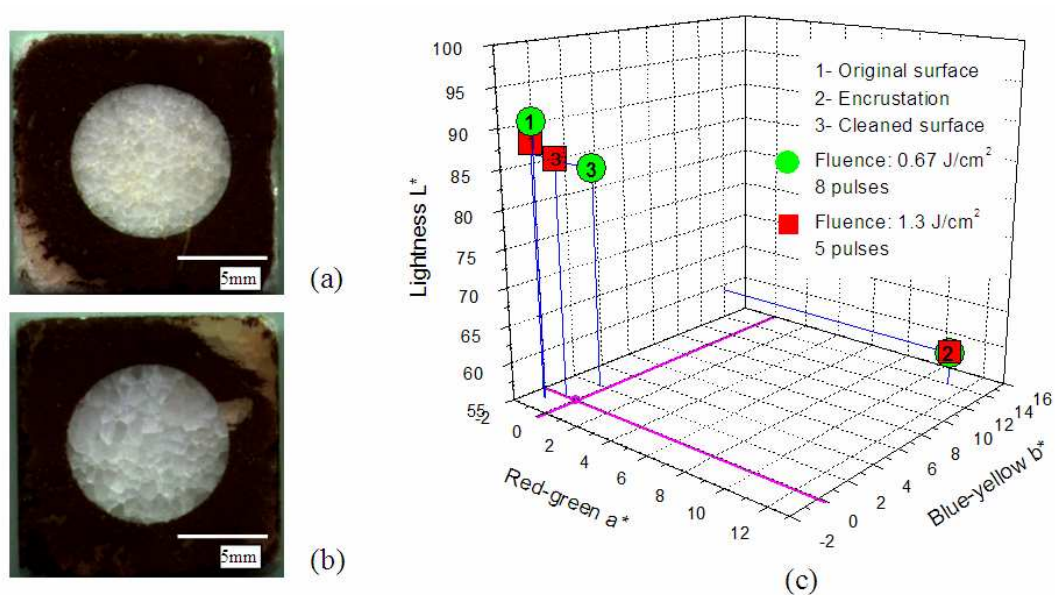 5mm
(a)
5mm
(b)
100
95
90
85
80
75
70
65
60
55
Lightness L*
-2
0
2
4
6
8
10
12
Red-green a*
-2
0
2
4
6
8
10
12
14
16
Blue-yellow b*
1- Original surface
2- Encrustation
3- Cleaned surface
Fluence: 0.67 J/cm²
8 pulses
Fluence: 1.3 J/cm²
5 pulses
1
3
3
2
(c)